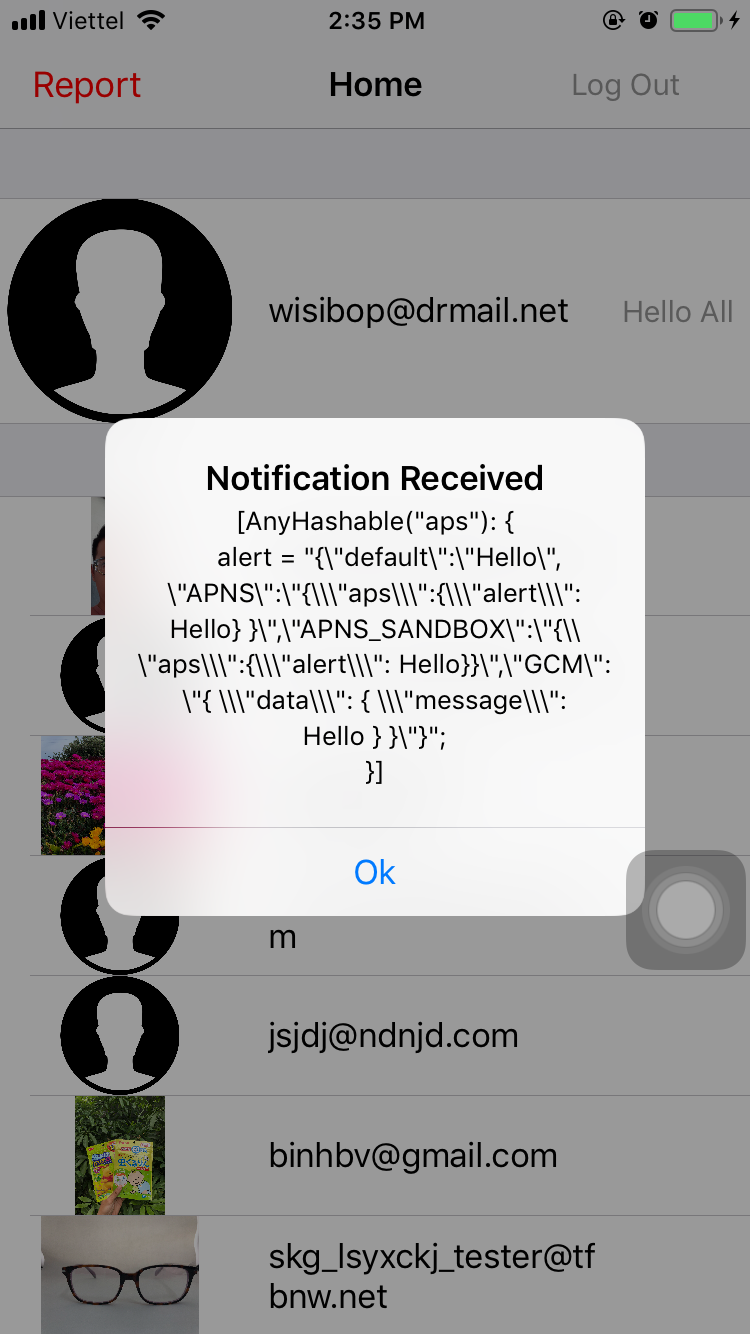 Viettel 2:35 PM
Report Home Log Out
wisibop@drmail.net Hello All
Notification Received
[AnyHashable("aps"): {
alert = "{\"default\":\"Hello\",
\"APNS\":\"{\\\"aps\\\":{\\\"alert\\\":
Hello} }\",\"APNS_SANDBOX\":\"{\\
\"aps\\\":{\\\"alert\\\": Hello}}\",\"GCM\":
\"{ \\\"data\\\": { \\\"message\\\":
Hello } }\"}";
}]
Ok
m
jsjdj@ndnjd.com
binhbv@gmail.com
skg_lsyxckj_tester@tf
bnw.net